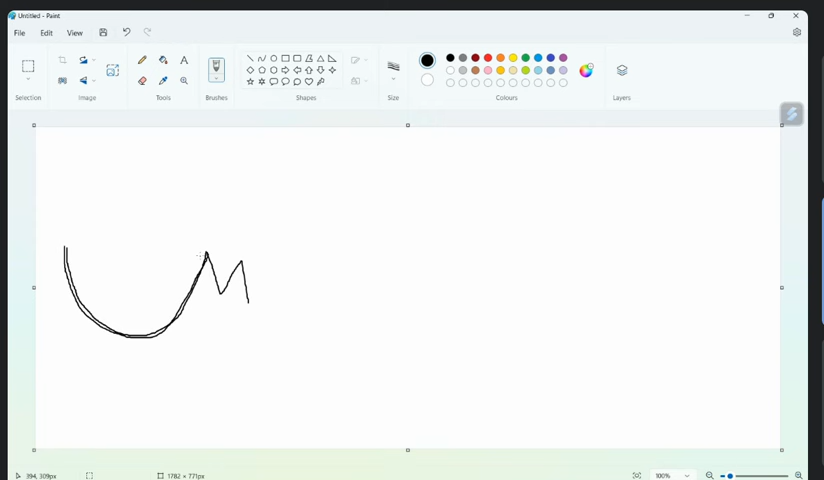 Untitled - Paint
File Edit View
Selection Image Tools Brushes Shapes Size Colours Layers
394, 309px 1782 × 771px 100%